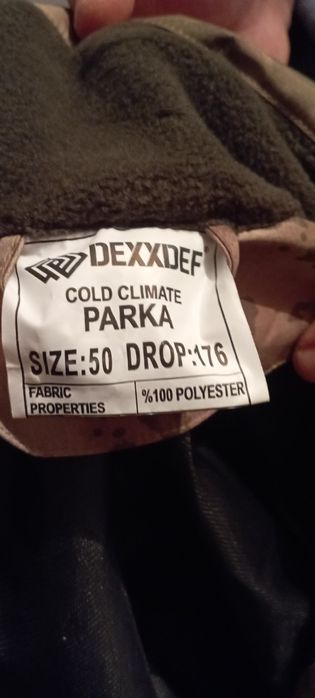 DEXXDEF
COLD CLIMATE
PARKA
SIZE:50 DROP:176
FABRIC PROPERTIES
%100 POLYESTER